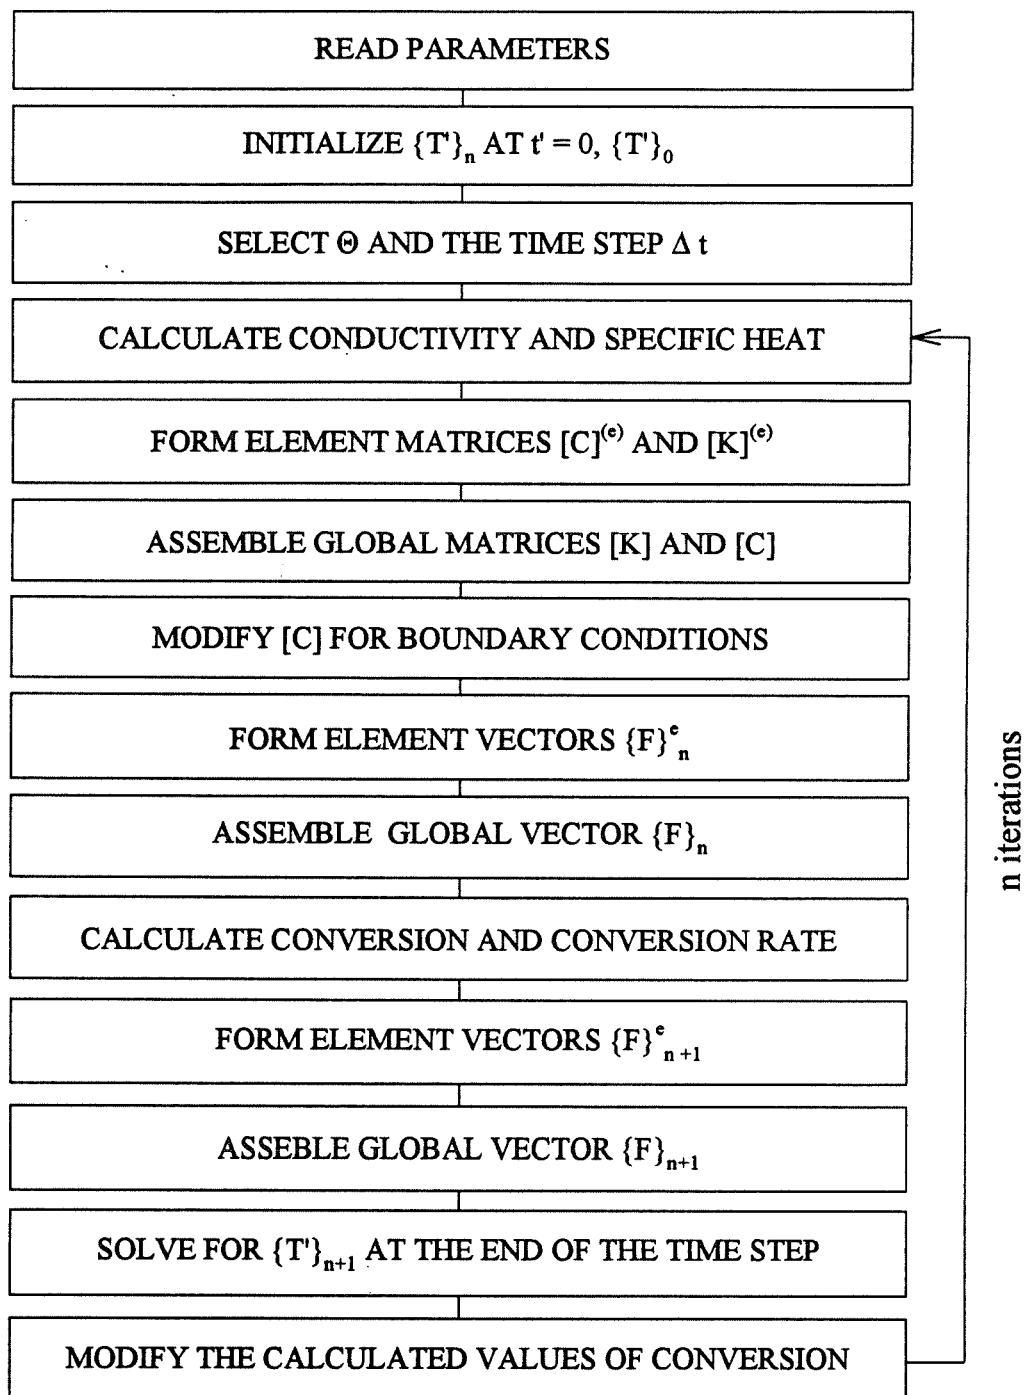 READ PARAMETERS
INITIALIZE {T'}n AT t' = 0, {T'}0
SELECT Θ AND THE TIME STEP Δ t
CALCULATE CONDUCTIVITY AND SPECIFIC HEAT
FORM ELEMENT MATRICES [C](e) AND [K](e)
ASSEMBLE GLOBAL MATRICES [K] AND [C]
MODIFY [C] FOR BOUNDARY CONDITIONS
FORM ELEMENT VECTORS {F}e n
ASSEMBLE GLOBAL VECTOR {F}n
CALCULATE CONVERSION AND CONVERSION RATE
FORM ELEMENT VECTORS {F}e n +1
ASSEBLE GLOBAL VECTOR {F}n+1
SOLVE FOR {T'}n+1 AT THE END OF THE TIME STEP
MODIFY THE CALCULATED VALUES OF CONVERSION
n iterations